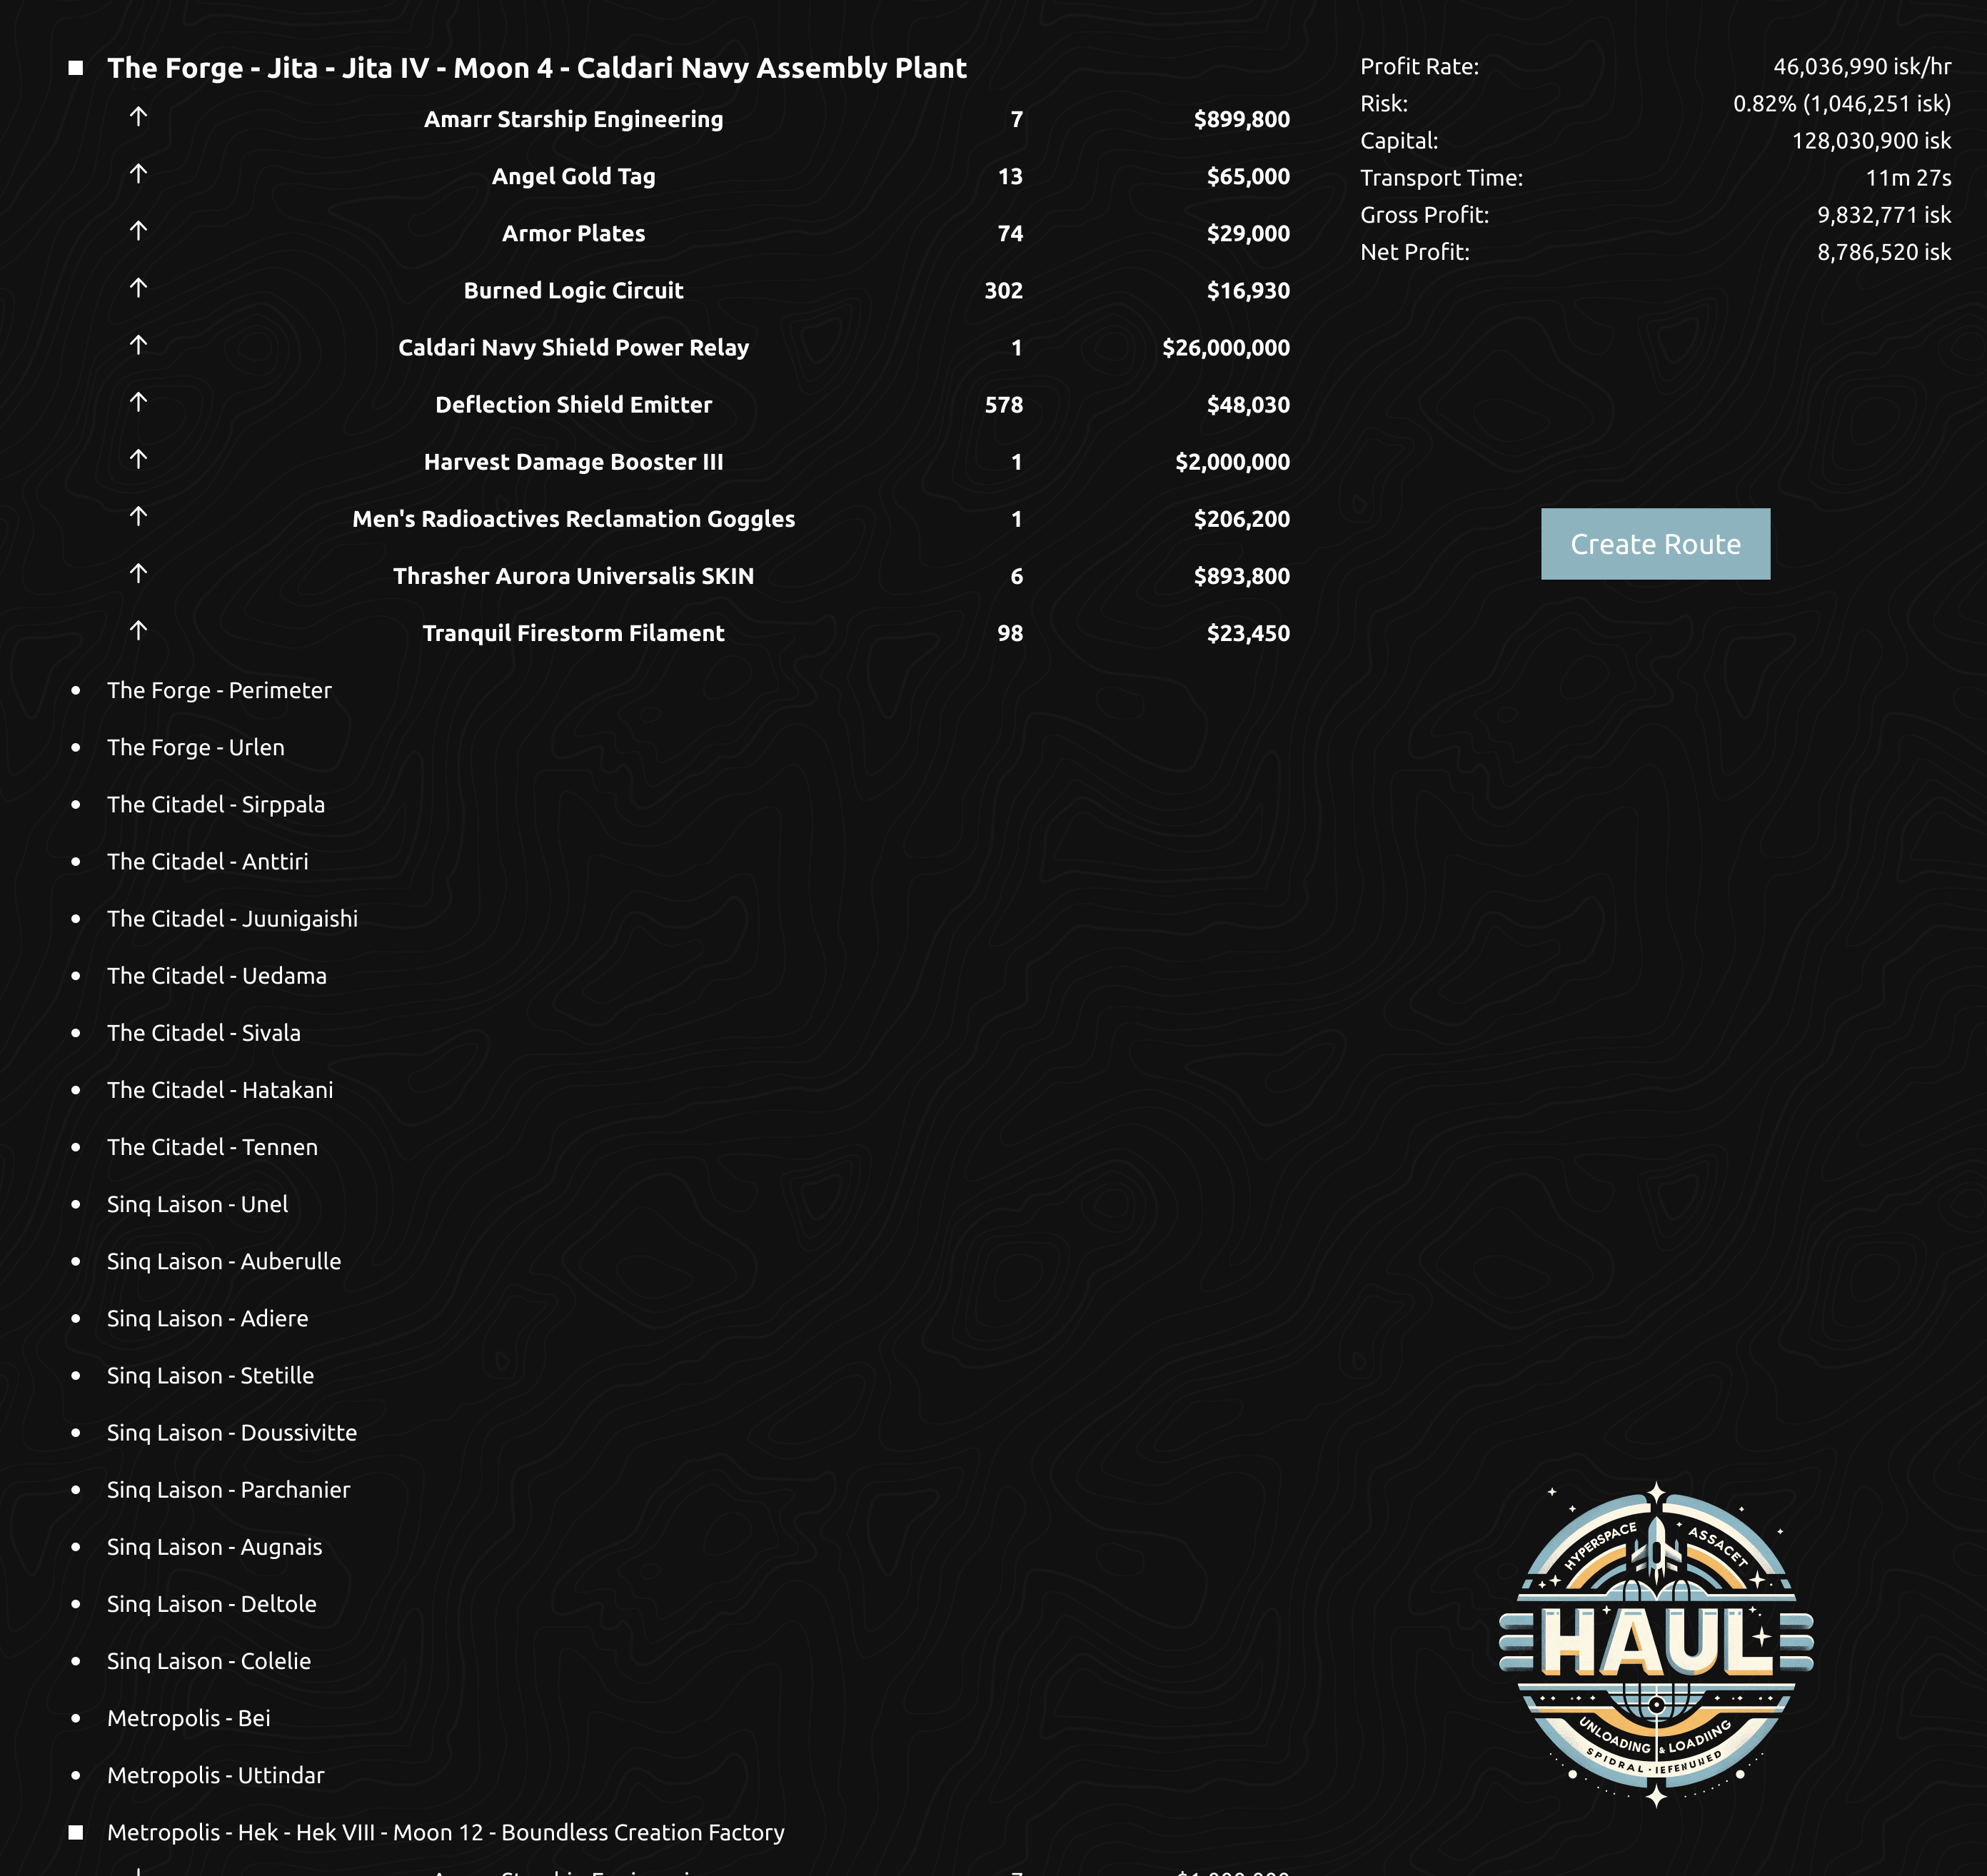 The Forge - Jita - Jita IV - Moon 4 - Caldari Navy Assembly Plant
Amarr Starship Engineering 7 $899,800
Angel Gold Tag 13 $65,000
Armor Plates 74 $29,000
Burned Logic Circuit 302 $16,930
Caldari Navy Shield Power Relay 1 $26,000,000
Deflection Shield Emitter 578 $48,030
Harvest Damage Booster III 1 $2,000,000
Men's Radioactives Reclamation Goggles 1 $206,200
Thrasher Aurora Universalis SKIN 6 $893,800
Tranquil Firestorm Filament 98 $23,450
The Forge - Perimeter
The Forge - Urlen
The Citadel - Sirppala
The Citadel - Anttiri
The Citadel - Juunigaishi
The Citadel - Uedama
The Citadel - Sivala
The Citadel - Hatakani
The Citadel - Tennen
Sinq Laison - Unel
Sinq Laison - Auberulle
Sinq Laison - Adiere
Sinq Laison - Stetille
Sinq Laison - Doussivitte
Sinq Laison - Parchanier
Sinq Laison - Augnais
Sinq Laison - Deltole
Sinq Laison - Colelie
Metropolis - Bei
Metropolis - Uttindar
Metropolis - Hek - Hek VIII - Moon 12 - Boundless Creation Factory
Profit Rate: 46,036,990 isk/hr
Risk: 0.82% (1,046,251 isk)
Capital: 128,030,900 isk
Transport Time: 11m 27s
Gross Profit: 9,832,771 isk
Net Profit: 8,786,520 isk
Create Route
HYPERSPACE ASSACET
HAUL
UNLOADING & LOADIING
SPIDRAL